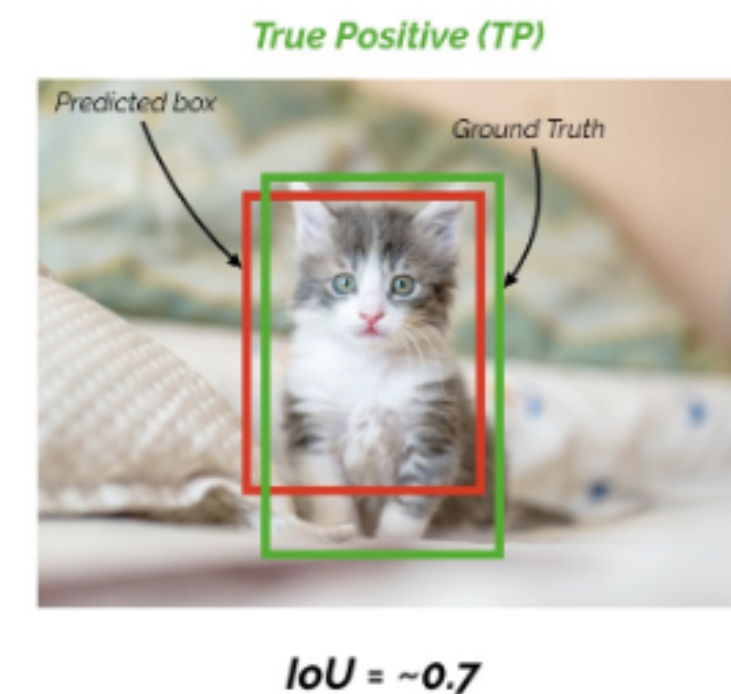 True Positive (TP)
Predicted box
Ground Truth
IoU = ~0.7